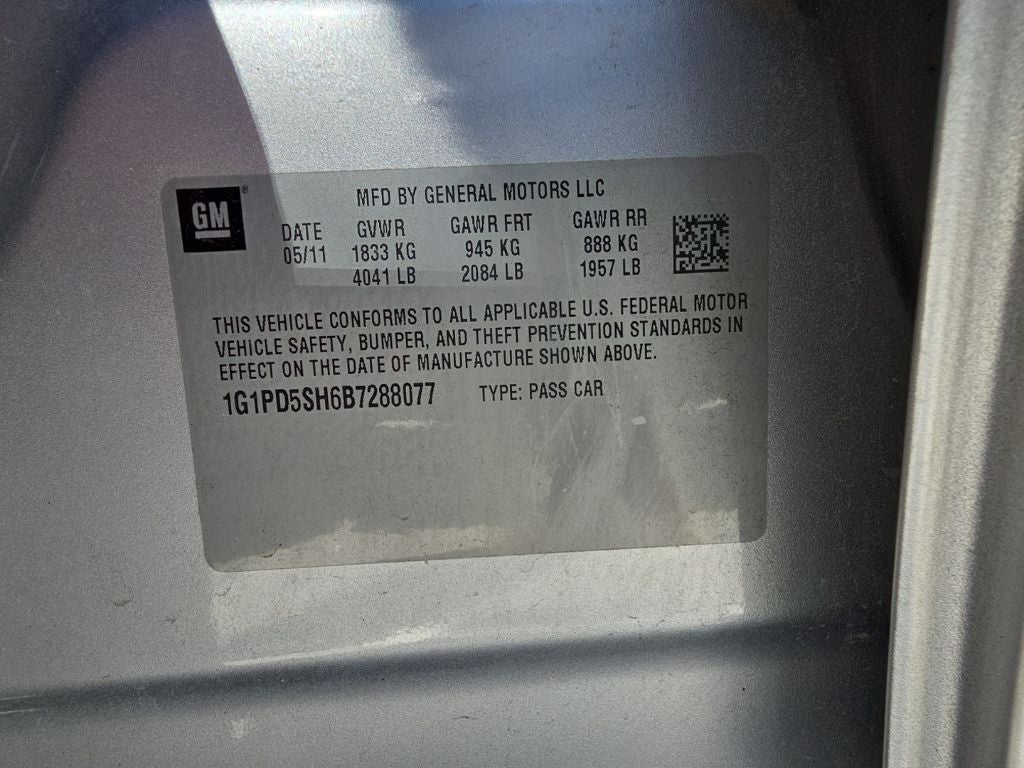 GM
MFD BY GENERAL MOTORS LLC
DATE GVWR GAWR FRT GAWR RR
05/11 1833 KG 945 KG 888 KG
4041 LB 2084 LB 1957 LB
THIS VEHICLE CONFORMS TO ALL APPLICABLE U.S. FEDERAL MOTOR
VEHICLE SAFETY, BUMPER, AND THEFT PREVENTION STANDARDS IN
EFFECT ON THE DATE OF MANUFACTURE SHOWN ABOVE.
1G1PD5SH6B7288077 TYPE: PASS CAR